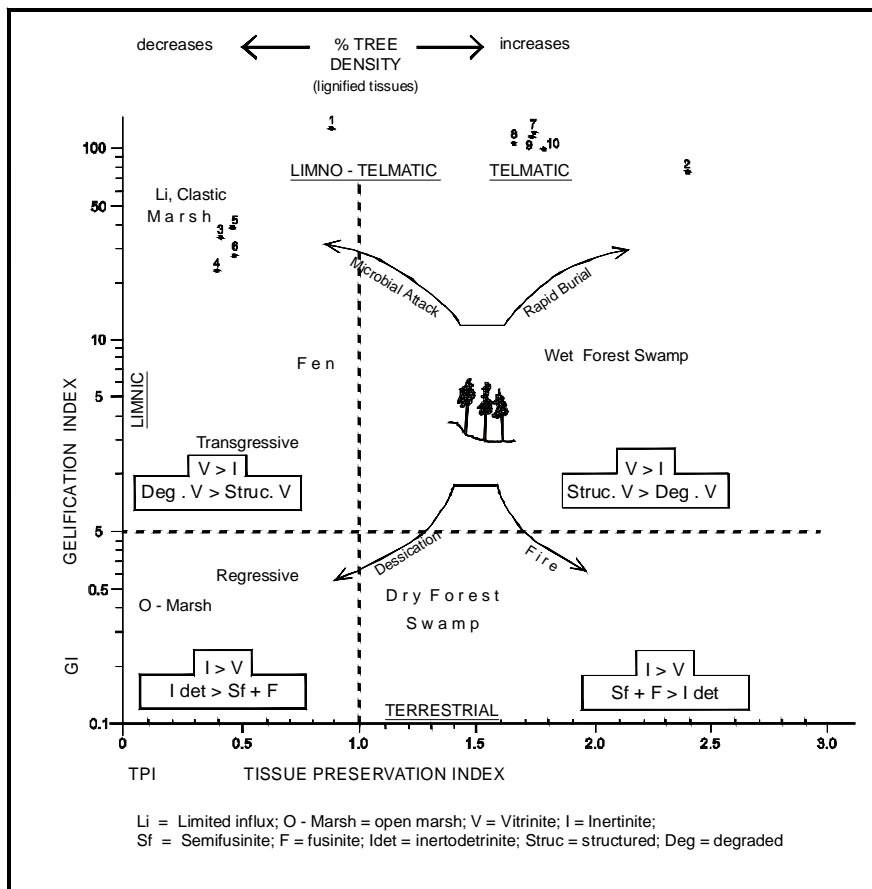 decreases
% TREE
DENSITY
(lignified tissues)
increases
1
7
8
9
10
2
100
LIMNO - TELMATIC
TELMATIC
Li, Clastic
Marsh
50
3
5
6
4
Microbial Attack
Rapid Burial
10
Fen
Wet Forest Swamp
LIMNIC
5
GELIFICATION INDEX
Transgressive
V > I
Deg . V > Struc. V
V > I
Struc. V > Deg . V
5
Dessication
Fire
Regressive
0.5
O - Marsh
Dry Forest
Swamp
GI
I > V
I det > Sf + F
I > V
Sf + F > I det
TERRESTRIAL
0.1
0
0.5
1.0
1.5
2.0
2.5
3.0
TPI
TISSUE PRESERVATION INDEX
Li = Limited influx; O - Marsh = open marsh; V = Vitrinite; I = Inertinite;
Sf = Semifusinite; F = fusinite; Idet = inertodetrinite; Struc = structured; Deg = degraded